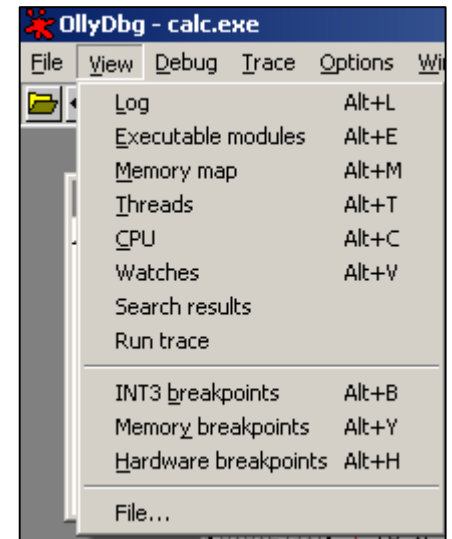 OllyDbg - calc.exe
File View Debug Trace Options Wi
Log Alt+L
Executable modules Alt+E
Memory map Alt+M
Threads Alt+T
CPU Alt+C
Watches Alt+V
Search results
Run trace
INT3 breakpoints Alt+B
Memory breakpoints Alt+Y
Hardware breakpoints Alt+H
File...